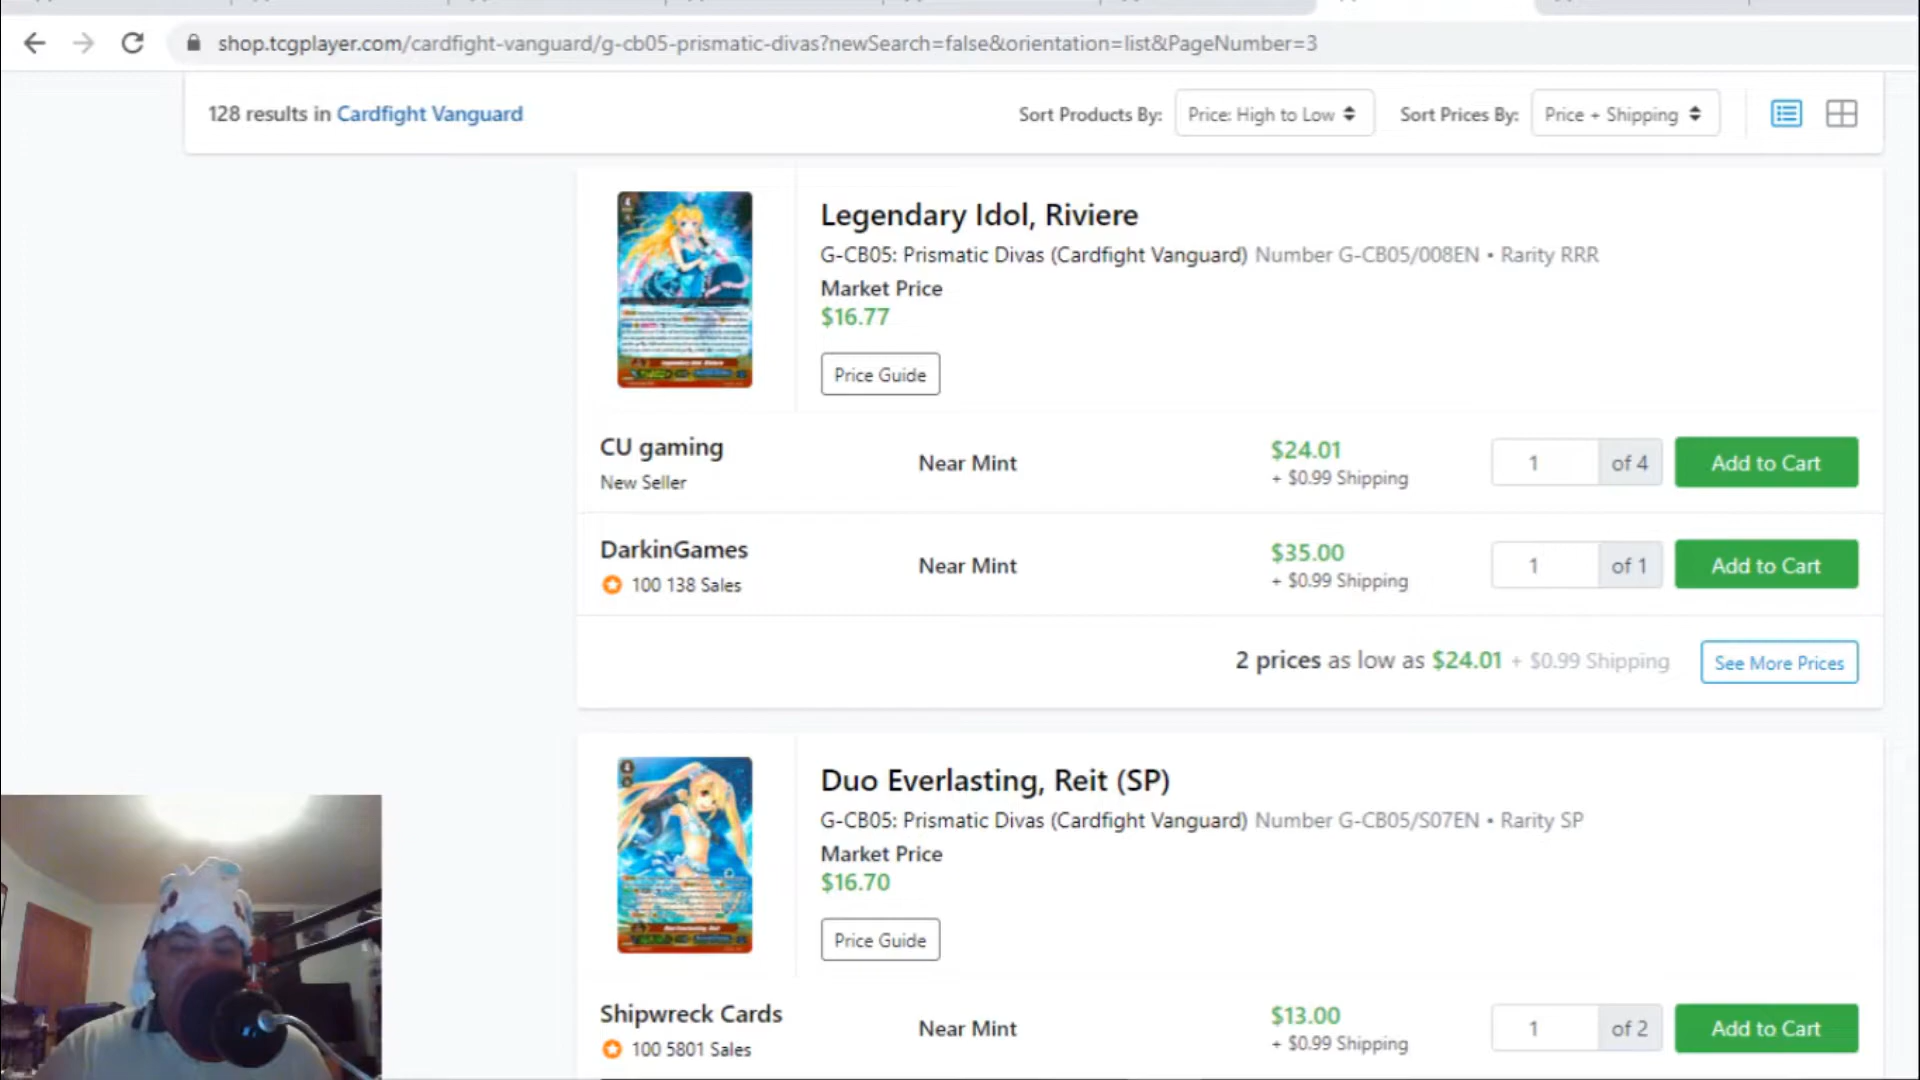 shop.tcgplayer.com/cardfight-vanguard/g-cb05-prismatic-divas?newSearch=false&orientation=list&PageNumber=3
128 results in Cardfight Vanguard
Sort Products By: Price: High to Low Sort Prices By: Price + Shipping
Legendary Idol, Riviere
G-CB05: Prismatic Divas (Cardfight Vanguard) Number G-CB05/008EN • Rarity RRR
Market Price
$16.77
Price Guide
CU gaming
New Seller
Near Mint
$24.01
+ $0.99 Shipping
1 of 4 Add to Cart
DarkinGames
100 138 Sales
Near Mint
$35.00
+ $0.99 Shipping
1 of 1 Add to Cart
2 prices as low as $24.01 + $0.99 Shipping See More Prices
Duo Everlasting, Reit (SP)
G-CB05: Prismatic Divas (Cardfight Vanguard) Number G-CB05/S07EN • Rarity SP
Market Price
$16.70
Price Guide
Shipwreck Cards
100 5801 Sales
Near Mint
$13.00
+ $0.99 Shipping
1 of 2 Add to Cart